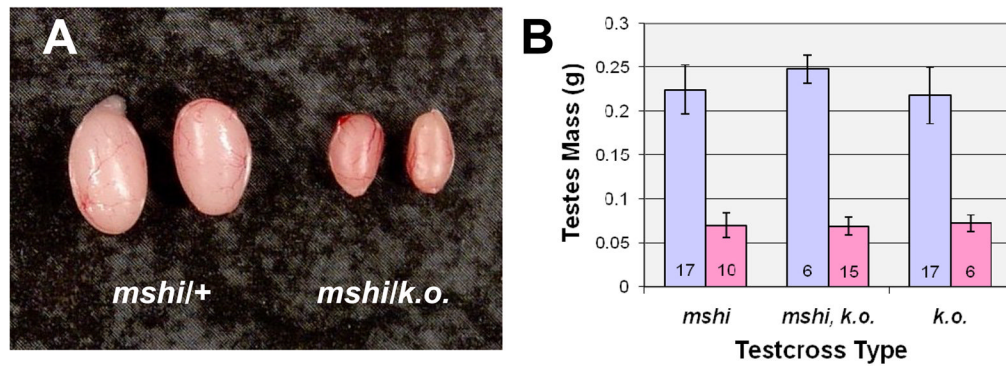 A
mshi/+
mshi/k.o.
B
Testes Mass (g)
0.3
0.25
0.2
0.15
0.1
0.05
0
17
10
6
15
17
6
mshi
mshi, k.o.
k.o.
Testcross Type